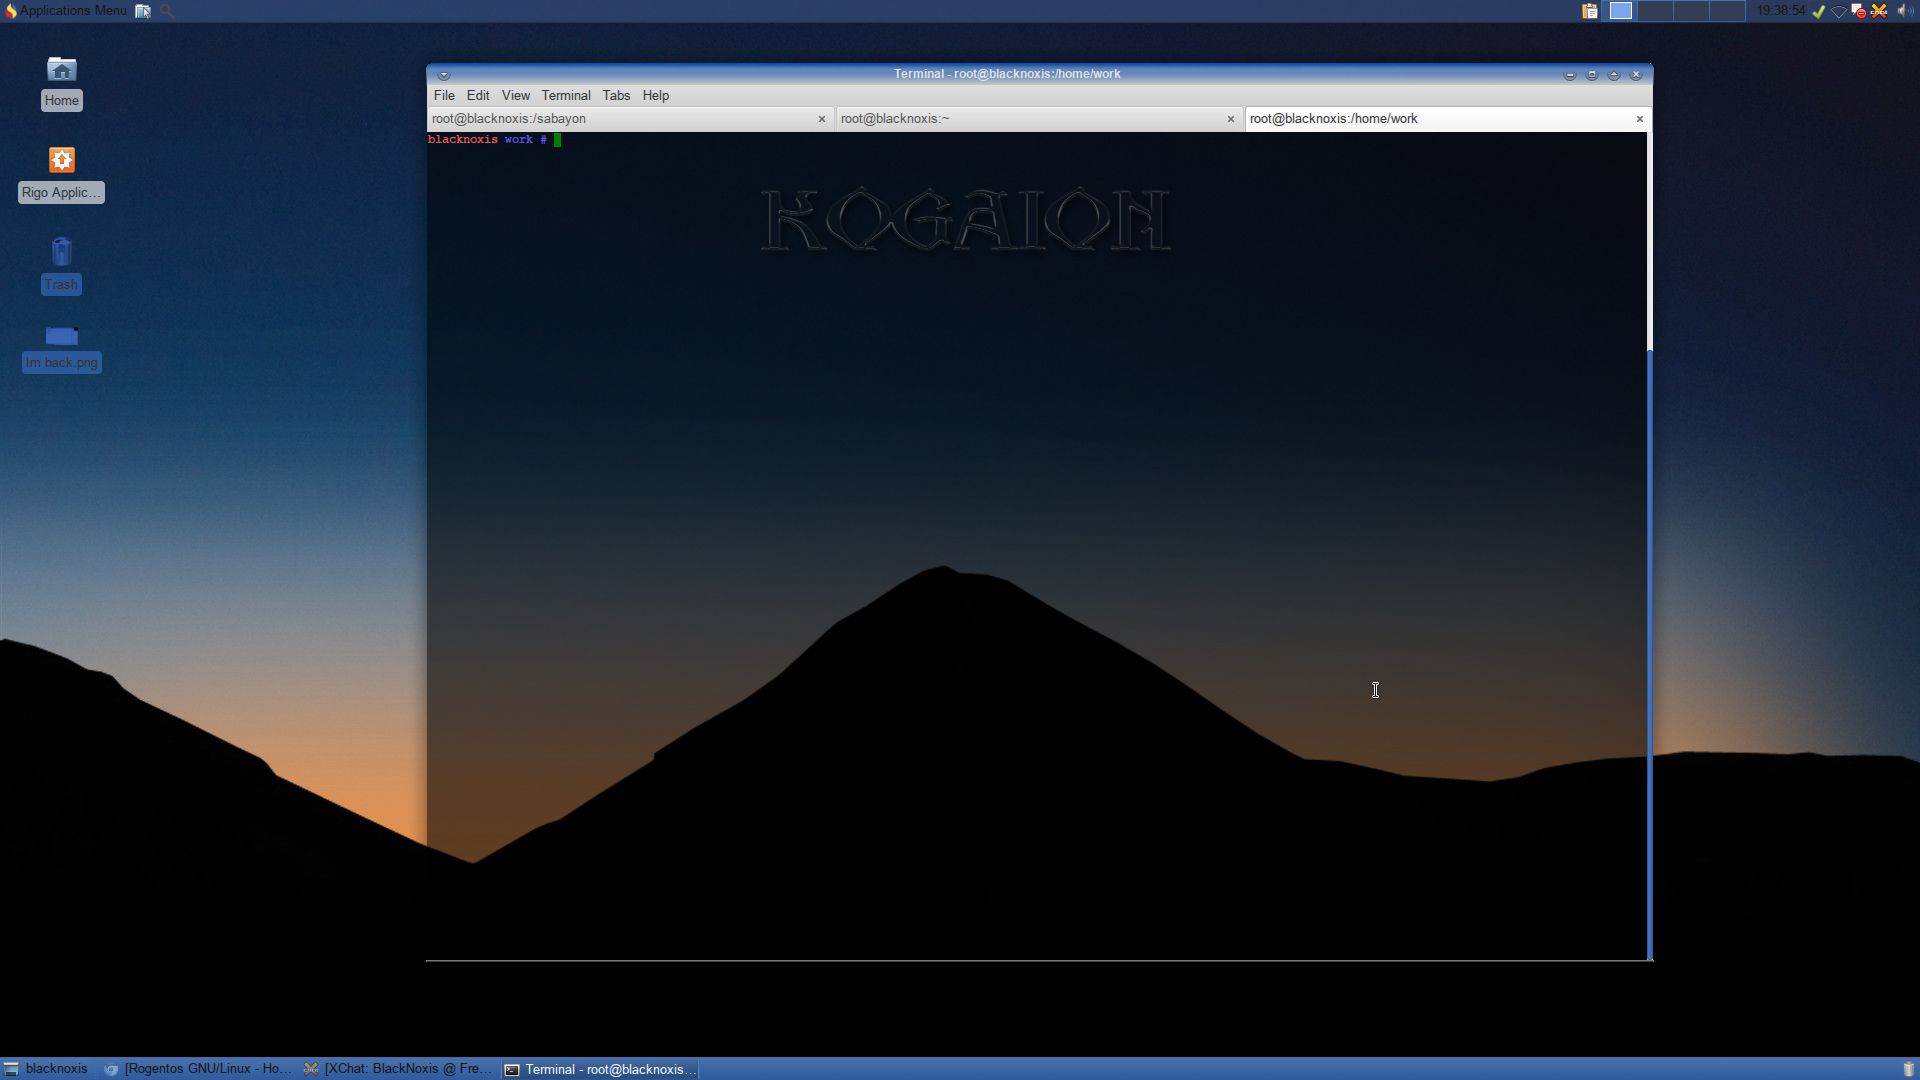 Applications Menu
19:38:54
Home
Rigo Applic...
Trash
Im back.png
Terminal - root@blacknoxis:/home/work
File Edit View Terminal Tabs Help
root@blacknoxis:/sabayon
root@blacknoxis:~
root@blacknoxis:/home/work
blacknoxis work #
KOGAION
blacknoxis
[Rogentos GNU/Linux - Ho...
[XChat: BlackNoxis @ Fre...
Terminal - root@blacknoxis...